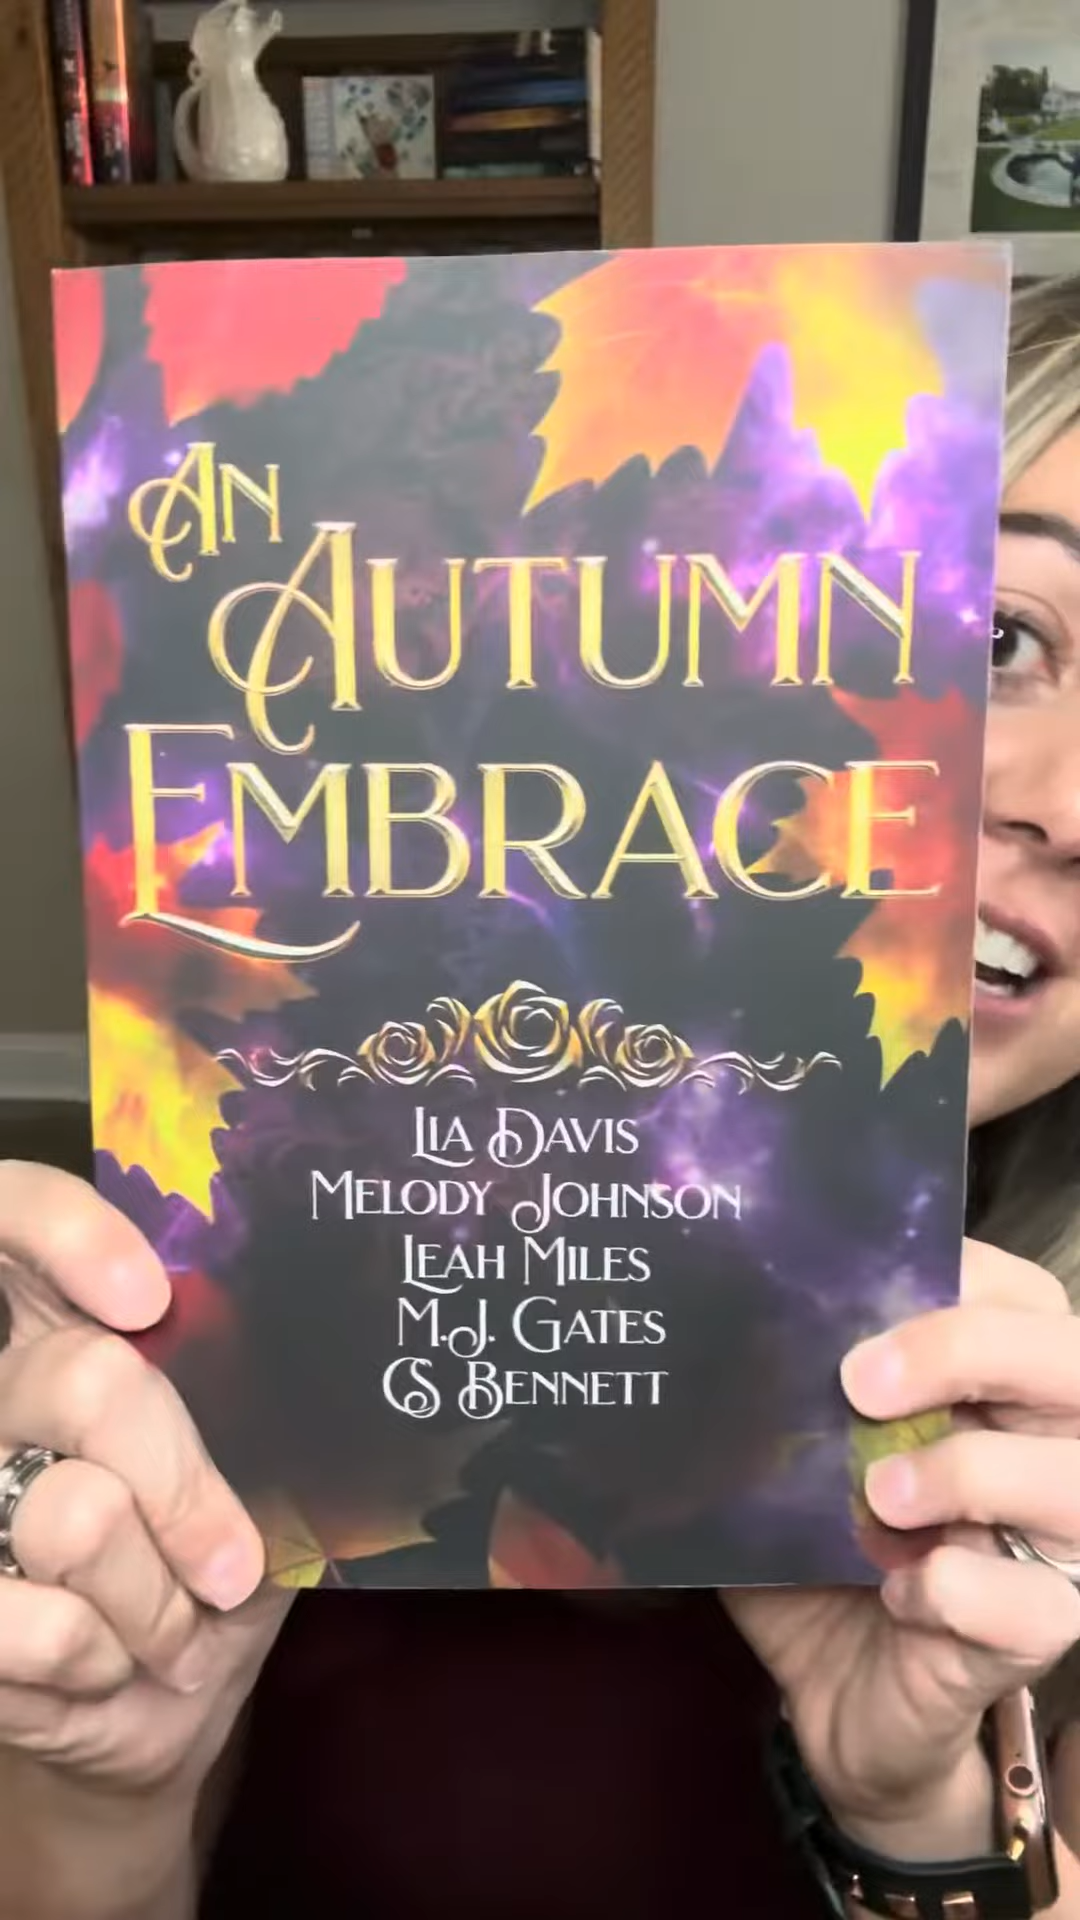 An
Autumn
Embrace
Lia Davis
Melody Johnson
Leah Miles
M.J. Gates
CS Bennett